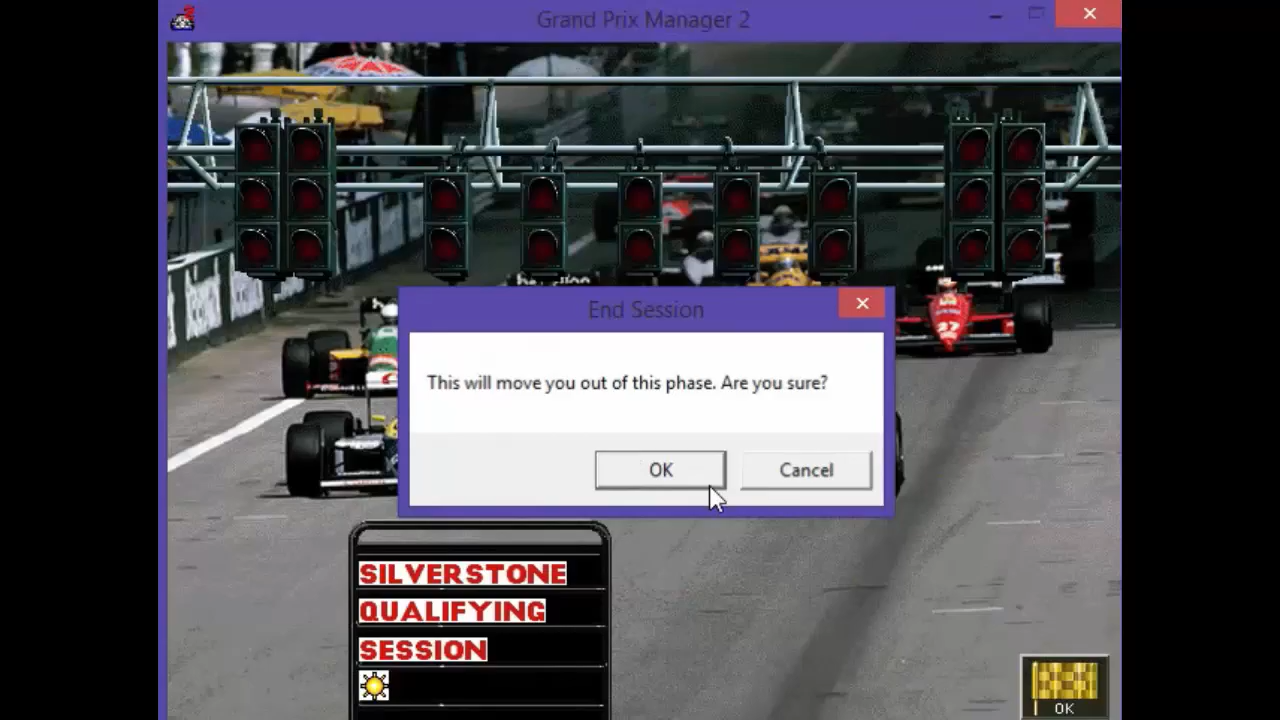 Grand Prix Manager 2
End Session
This will move you out of this phase. Are you sure?
OK
Cancel
27
SILVERSTONE
QUALIFYING
SESSION
OK